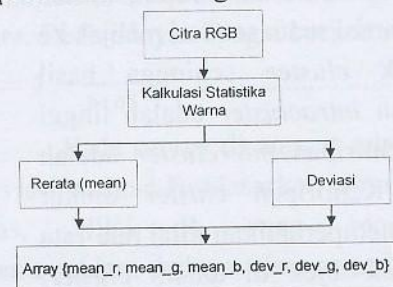 Citra RGB
Kalkulasi Statistika
Warna
Rerata (mean)
Deviasi
Array {mean_r, mean_g, mean_b, dev_r, dev_g, dev_b}